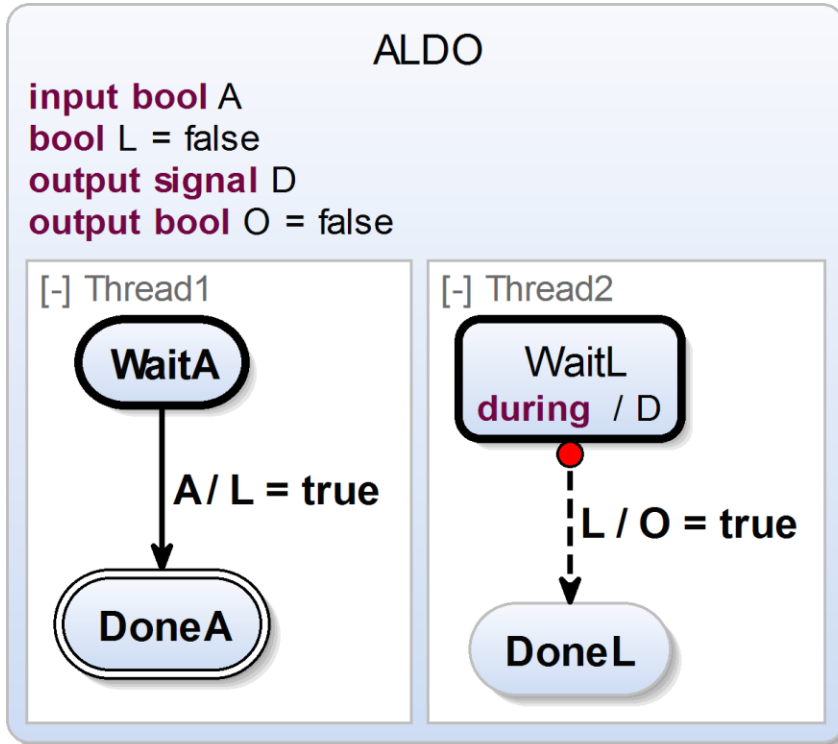 ALDO
input bool A
bool L = false
output signal D
output bool O = false
[-] Thread1
WaitA
A / L = true
DoneA
[-] Thread2
WaitL
during / D
L / O = true
DoneL